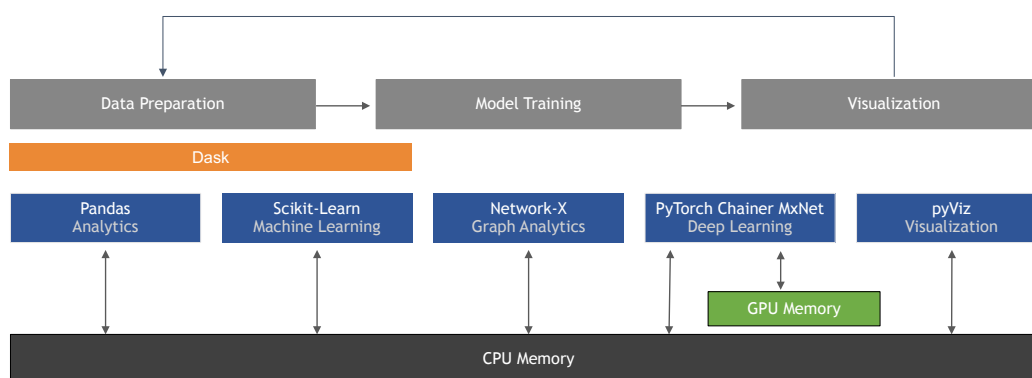 Data Preparation
Model Training
Visualization
Dask
Pandas
Analytics
Scikit-Learn
Machine Learning
Network-X
Graph Analytics
PyTorch Chainer MxNet
Deep Learning
pyViz
Visualization
GPU Memory
CPU Memory